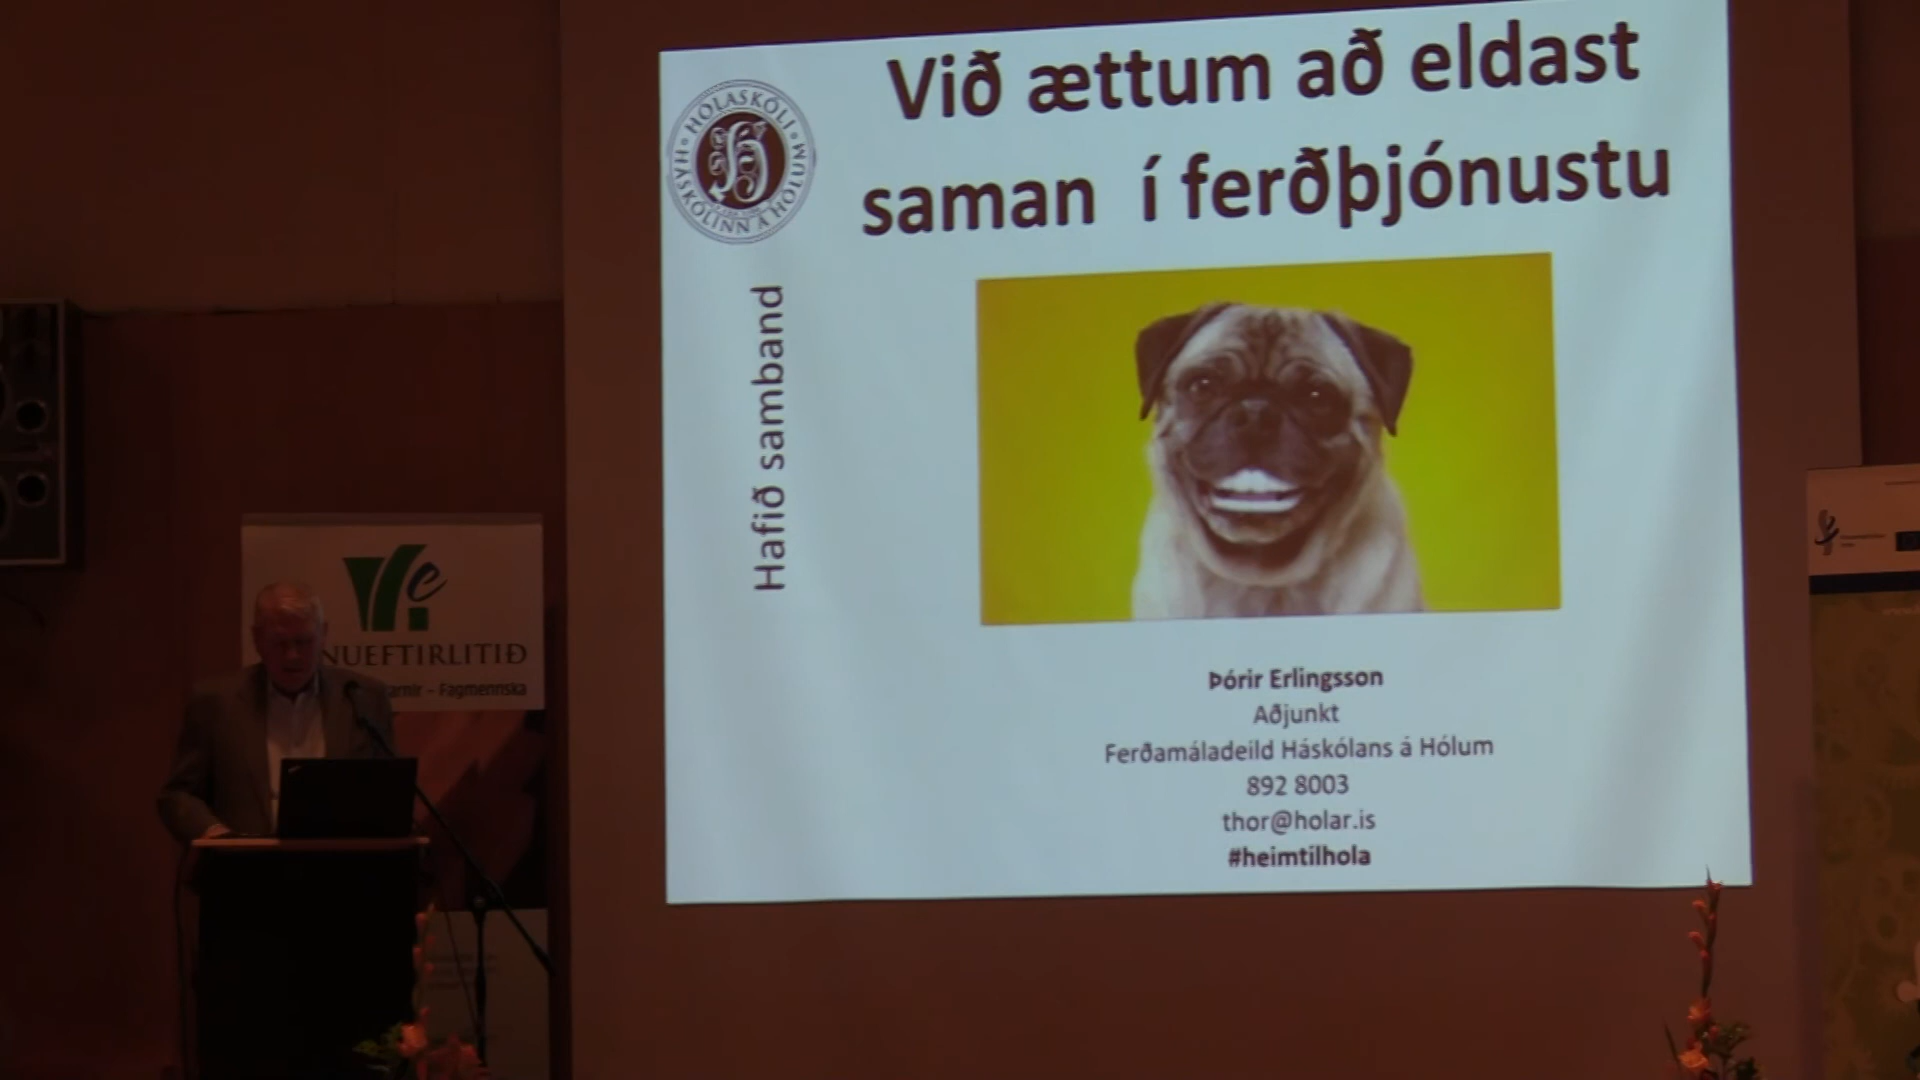 Við ættum að eldast
saman í ferðþjónustu
HÓLASKÓLI
HÁSKÓLINN Á HÓLUM
Hafið samband
Þórir Erlingsson
Aðjunkt
Ferðamáladeild Háskólans á Hólum
892 8003
thor@holar.is
#heimtilhola
NUEFTIRLITIÐ
– Fagmennska